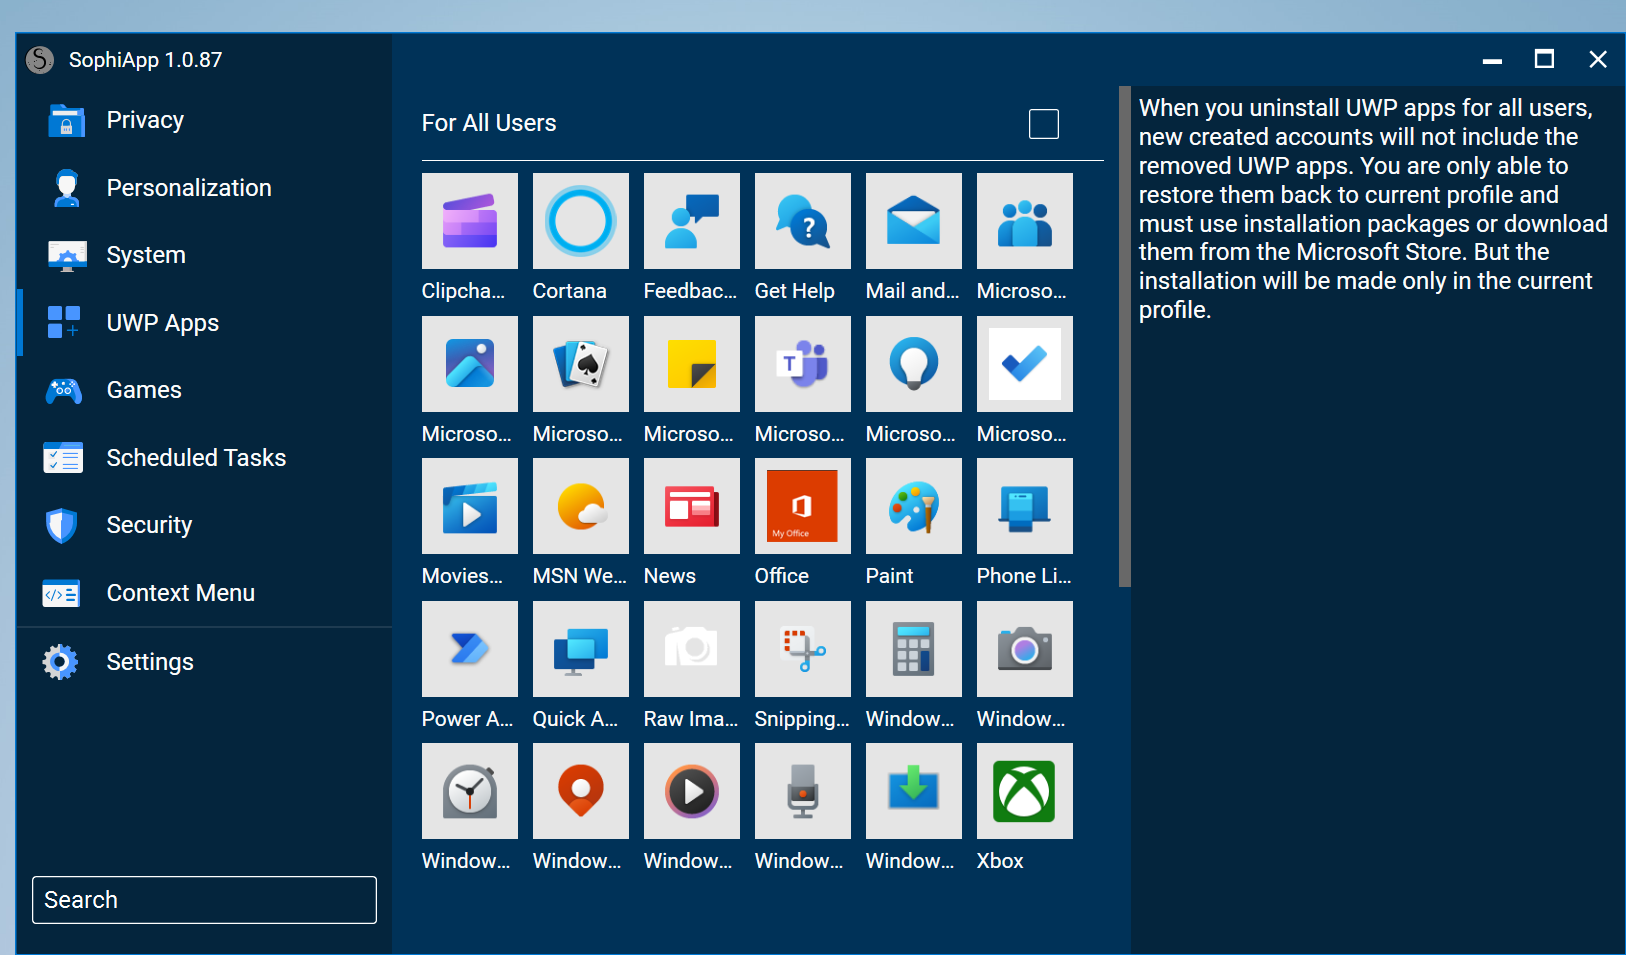 SophiApp 1.0.87
Privacy
Personalization
System
UWP Apps
Games
Scheduled Tasks
Security
Context Menu
Settings
Search
For All Users
Clipcha...
Cortana
Feedbac...
Get Help
Mail and...
Microso...
Microso...
Microso...
Microso...
T
Microso...
Microso...
Microso...
Movies...
MSN We...
News
My Office
Office
Paint
Phone Li...
Power A...
Quick A...
Raw Ima...
Snipping...
Window...
Window...
Window...
Window...
Window...
Window...
Window...
Xbox
When you uninstall UWP apps for all users,
new created accounts will not include the
removed UWP apps. You are only able to
restore them back to current profile and
must use installation packages or download
them from the Microsoft Store. But the
installation will be made only in the current
profile.